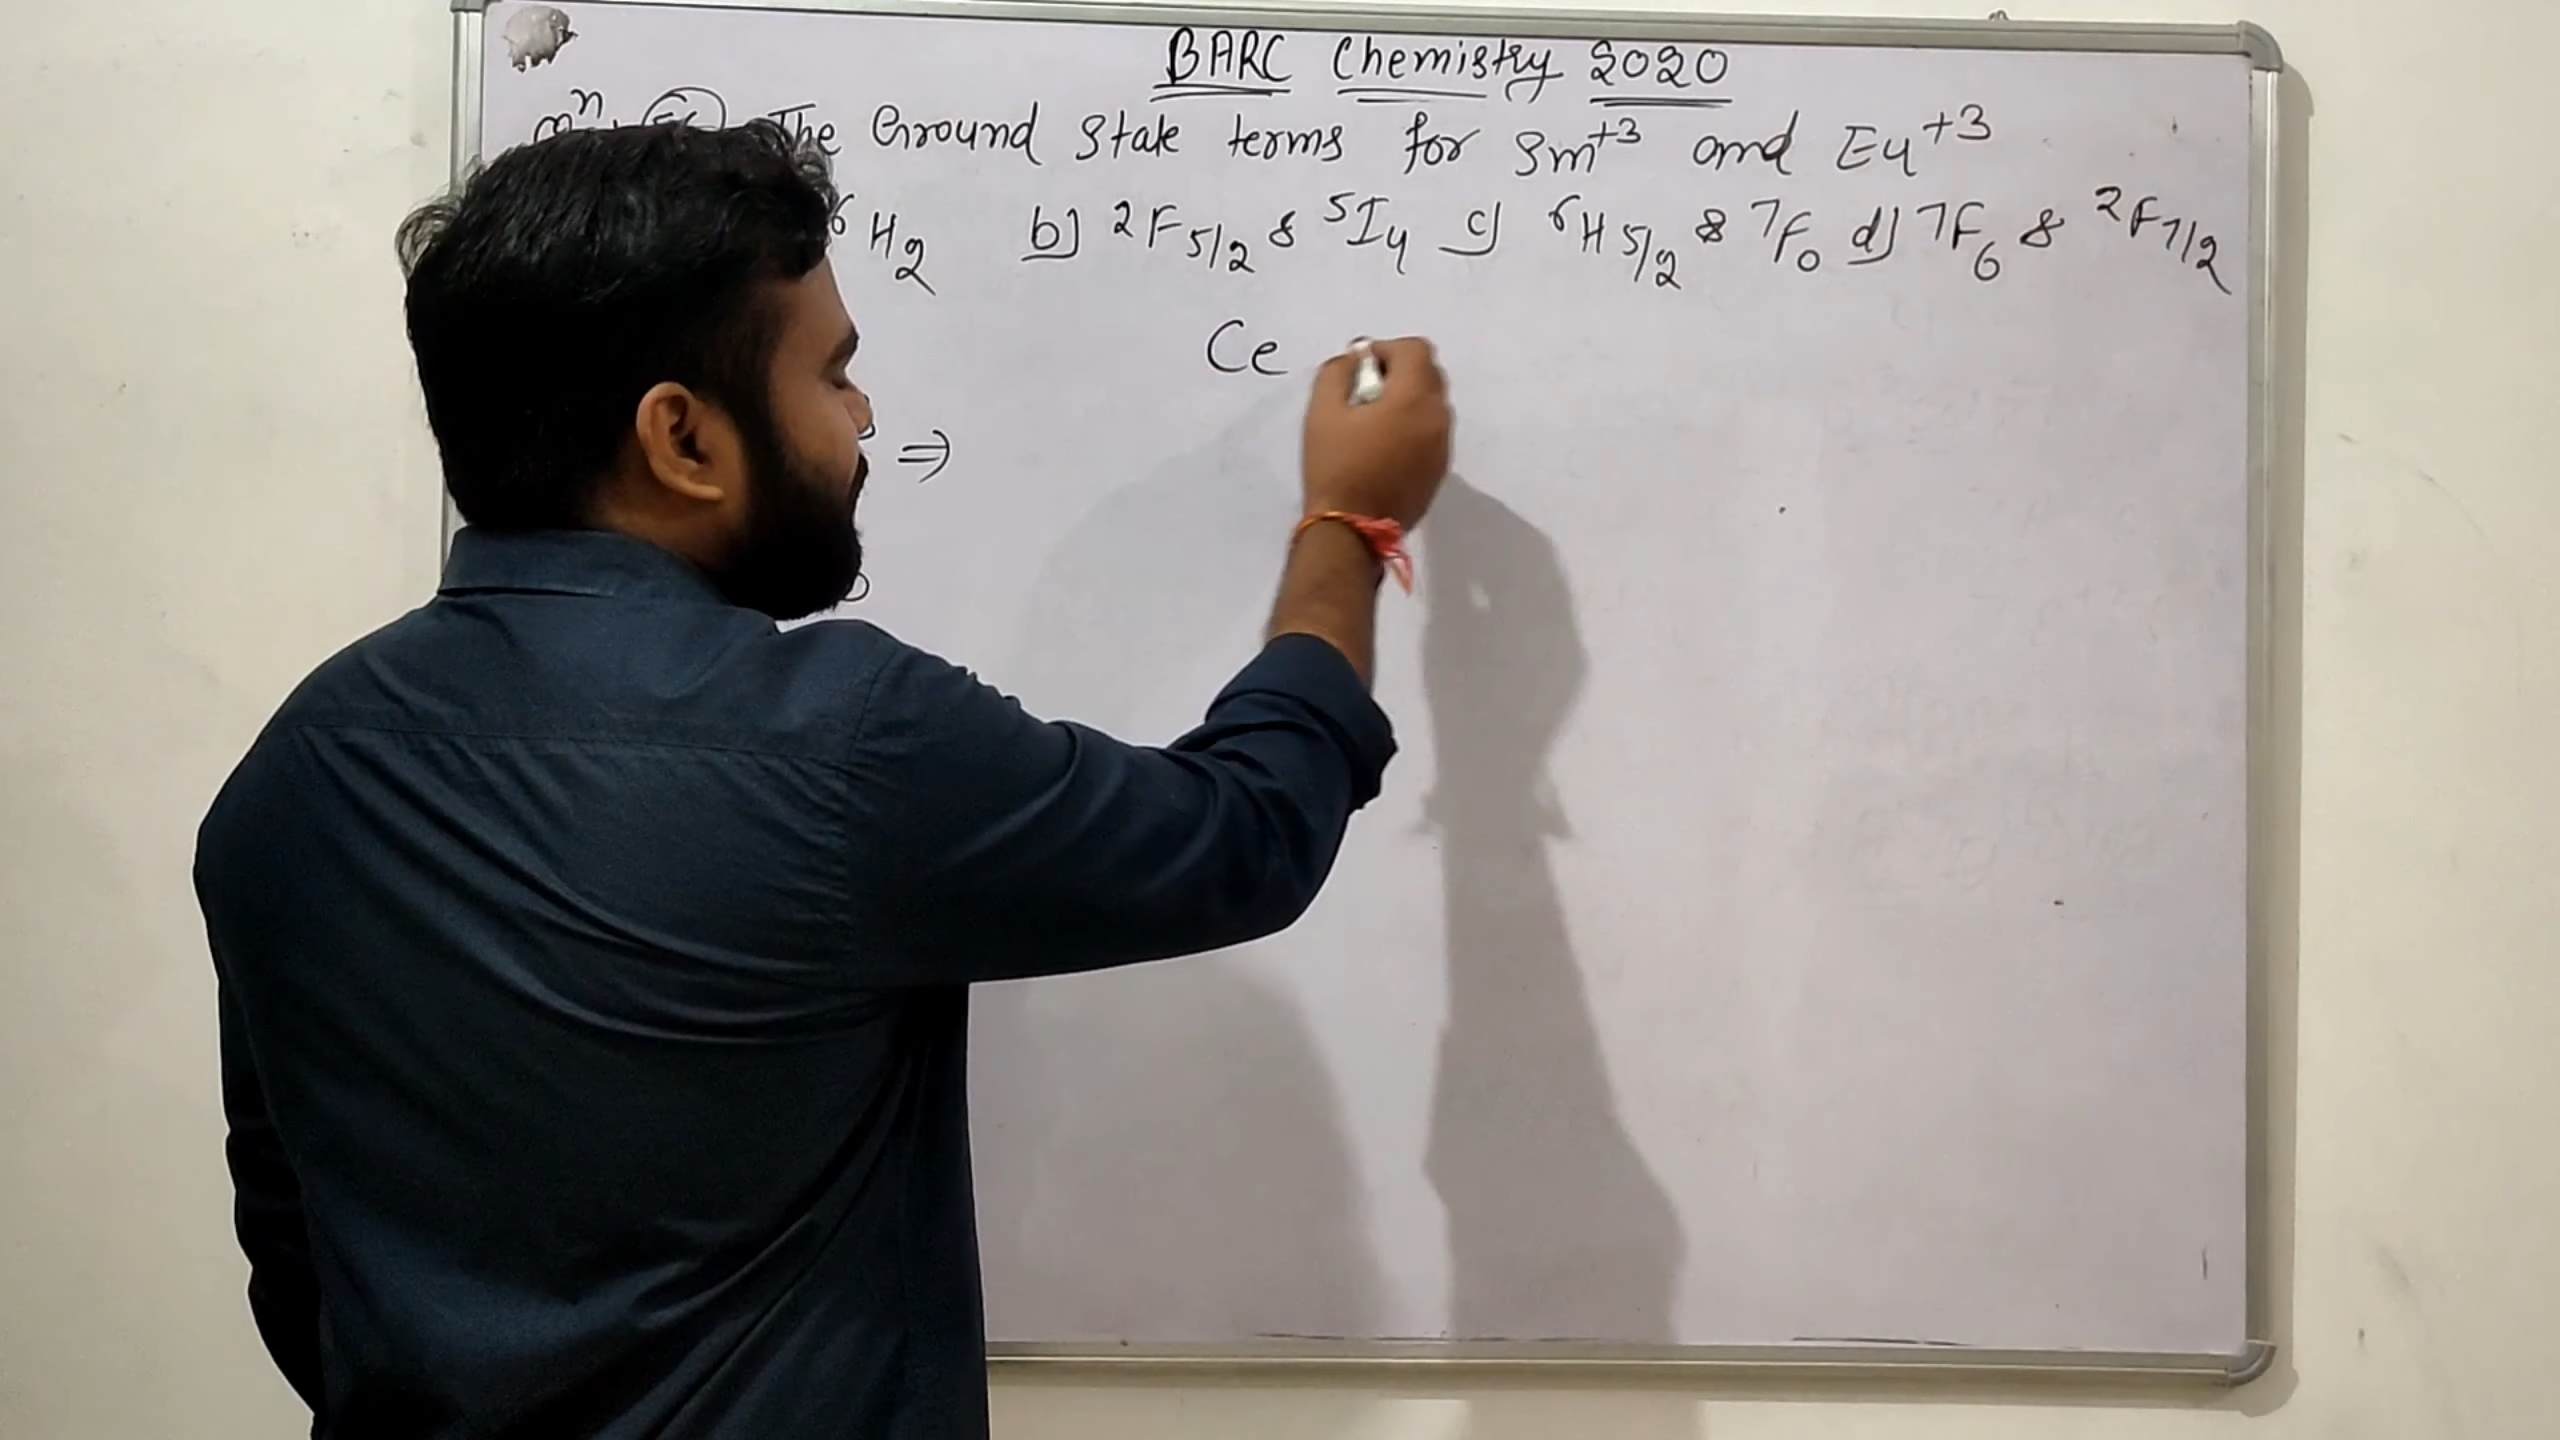 BARC Chemistry 2020
The Ground State terms for Sm+3 and Eu+3
6H2 b) 2F5/2 & 5I4 c) 6H5/2 & 7F0 d) 7F6 & 2F7/2
Ce
⇒